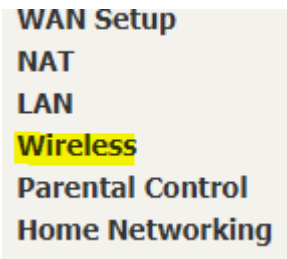 WAN Setup
NAT
LAN
Wireless
Parental Control
Home Networking